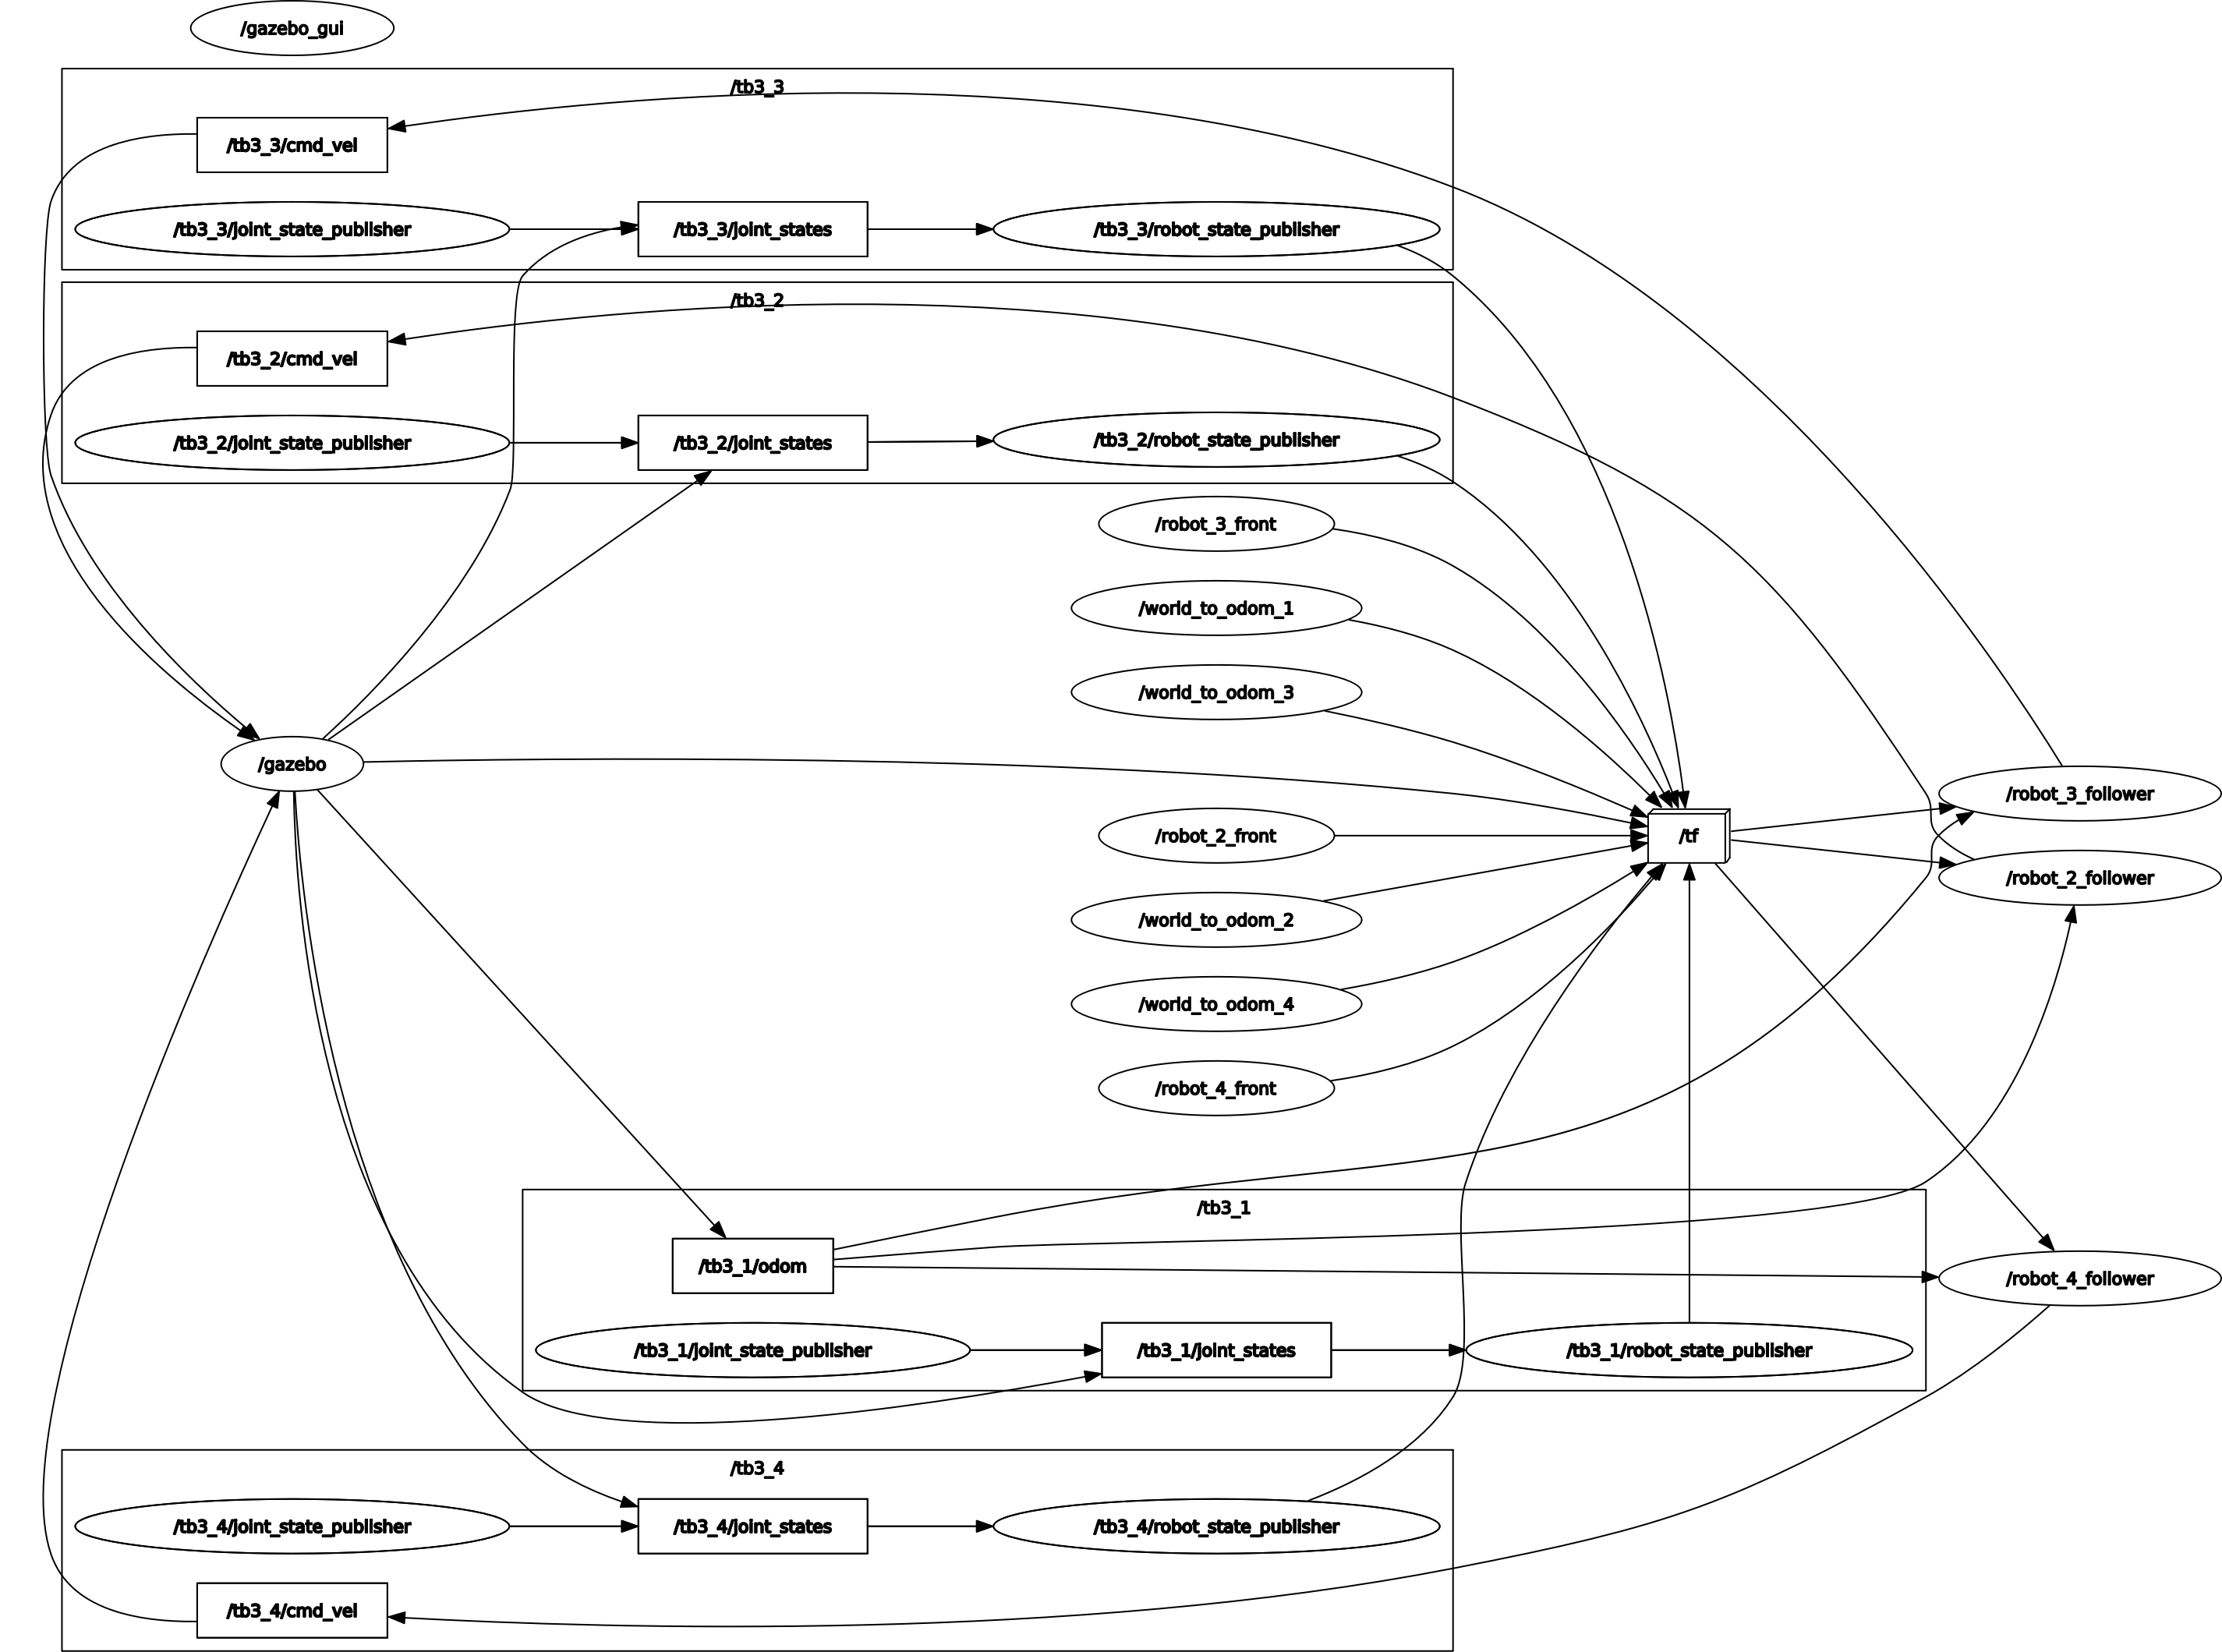 /gazebo_gui
/tb3_3
/tb3_3/cmd_vel
/tb3_3/joint_state_publisher
/tb3_3/joint_states
/tb3_3/robot_state_publisher
/tb3_2
/tb3_2/cmd_vel
/tb3_2/joint_state_publisher
/tb3_2/joint_states
/tb3_2/robot_state_publisher
/robot_3_front
/world_to_odom_1
/world_to_odom_3
/gazebo
/robot_3_follower
/robot_2_front
/tf
/robot_2_follower
/world_to_odom_2
/world_to_odom_4
/robot_4_front
/tb3_1
/tb3_1/odom
/robot_4_follower
/tb3_1/joint_state_publisher
/tb3_1/joint_states
/tb3_1/robot_state_publisher
/tb3_4
/tb3_4/joint_state_publisher
/tb3_4/joint_states
/tb3_4/robot_state_publisher
/tb3_4/cmd_vel